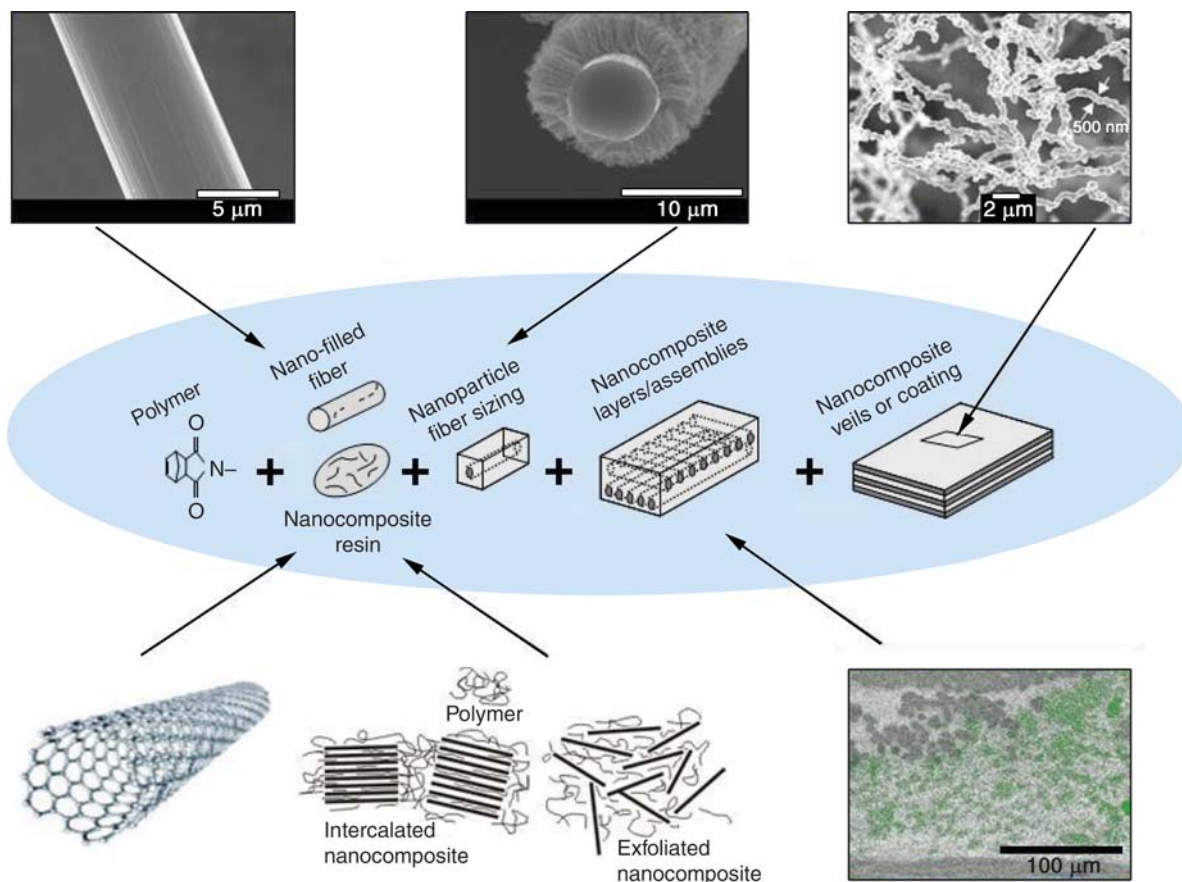 5 μm
10 μm
500 nm
2 μm
Polymer
Nano-filled
fiber
Nanoparticle
fiber sizing
Nanocomposite
layers/assemblies
Nanocomposite
veils or coating
O
N–
O
+
+
+
+
Nanocomposite
resin
Polymer
Intercalated
nanocomposite
Exfoliated
nanocomposite
100 μm